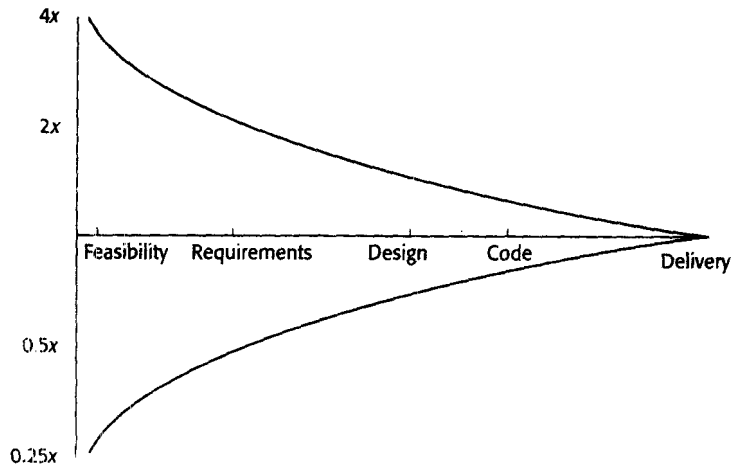 4x
2x
Feasibility Requirements Design Code Delivery
0.5x
0.25x